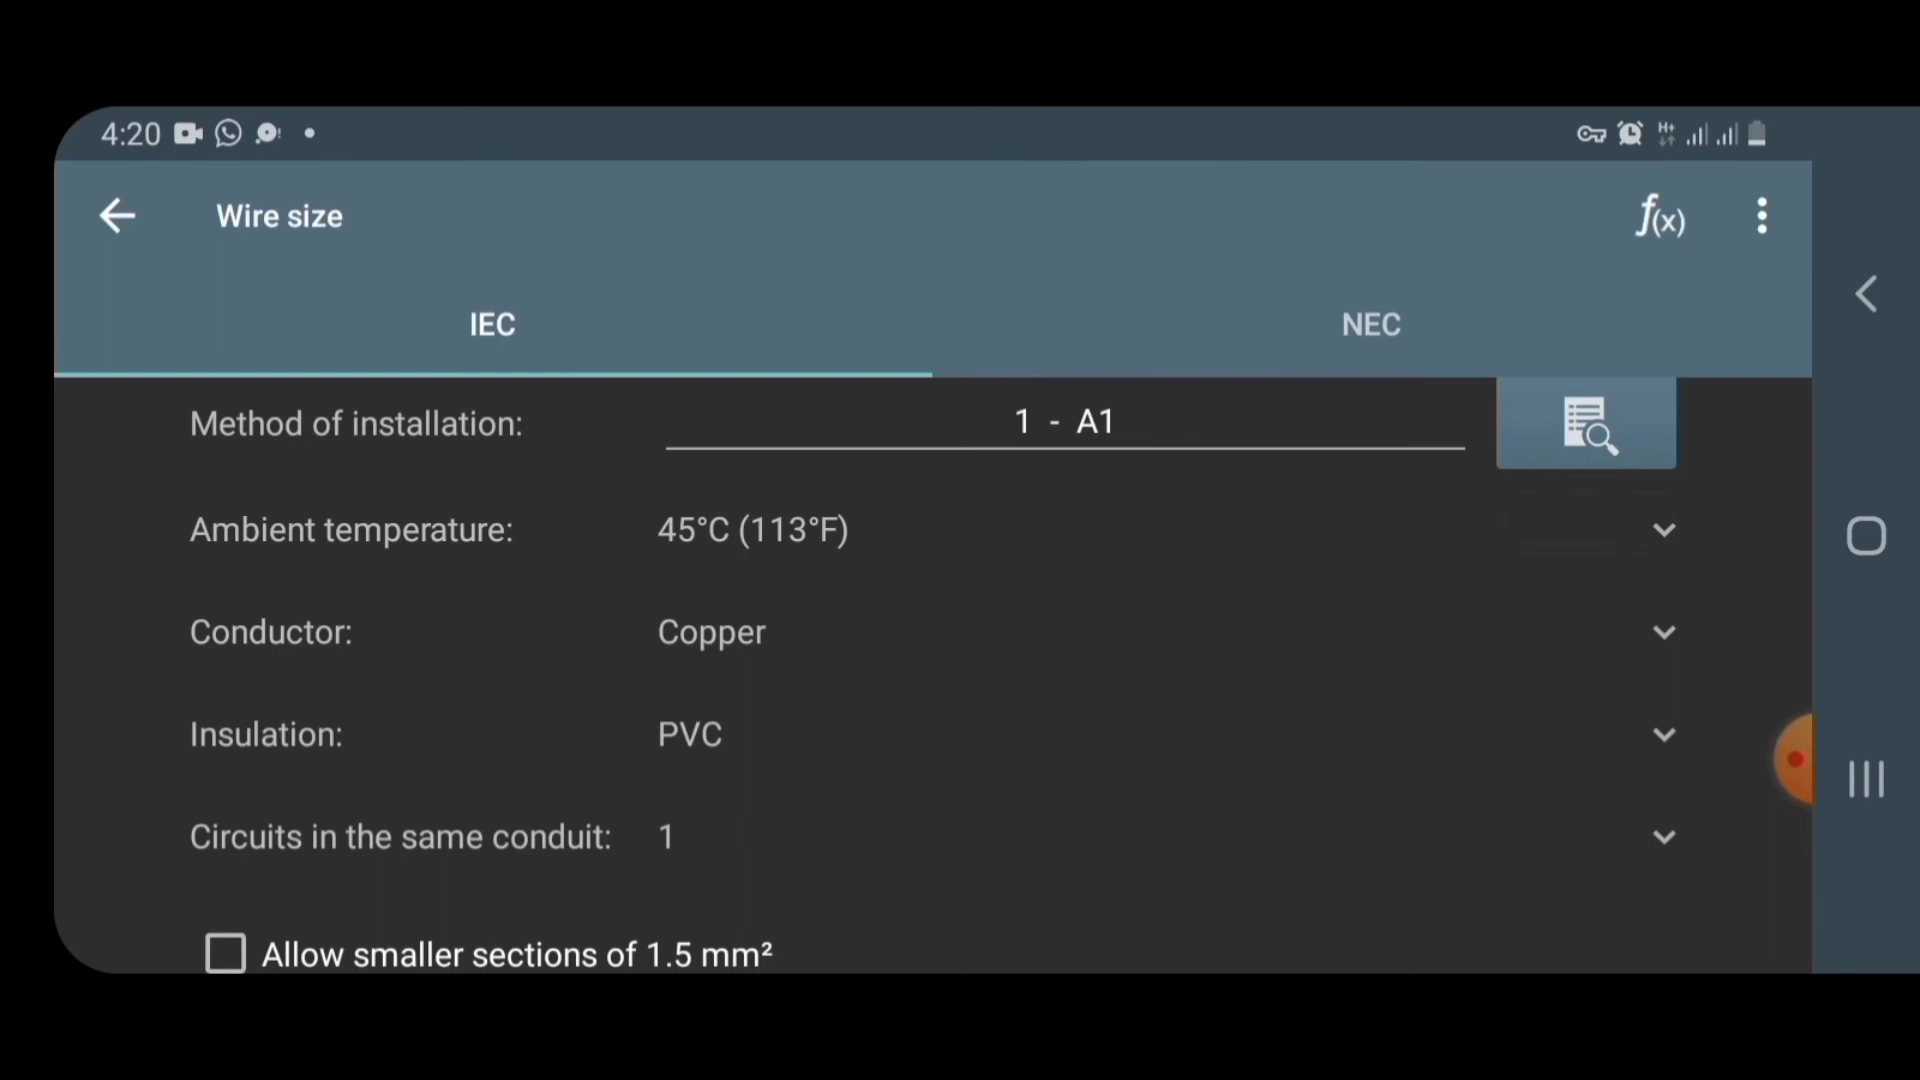 4:20
Wire size
f(x)
IEC
NEC
Method of installation:
1 - A1
Ambient temperature:
45°C (113°F)
Conductor:
Copper
Insulation:
PVC
Circuits in the same conduit:
1
Allow smaller sections of 1.5 mm²